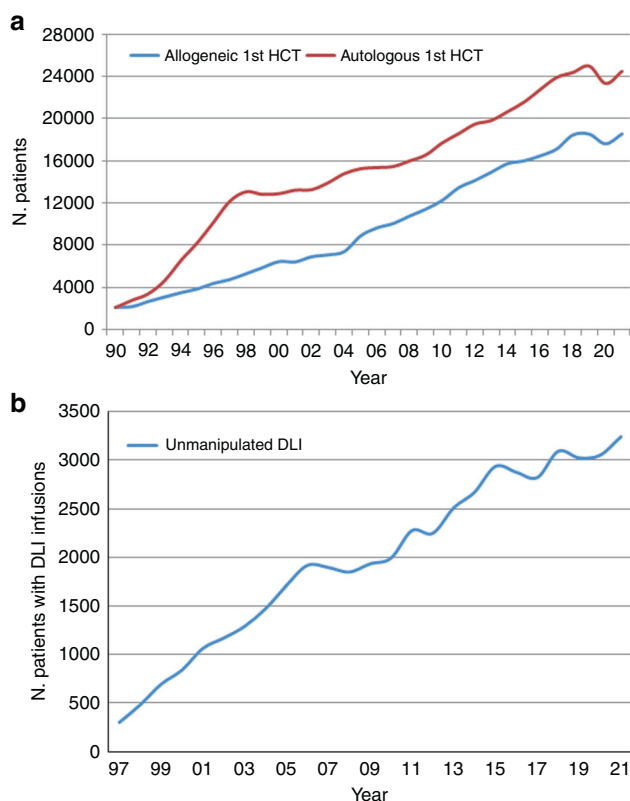 a
28000
24000
20000
16000
12000
8000
4000
0
N. patients
Allogeneic 1st HCT Autologous 1st HCT
90 92 94 96 98 00 02 04 06 08 10 12 14 16 18 20
Year
b
3500
3000
2500
2000
1500
1000
500
0
N. patients with DLI infusions
Unmanipulated DLI
97 99 01 03 05 07 09 11 13 15 17 19 21
Year